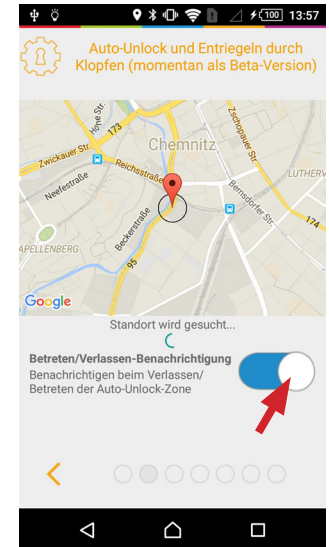 100 13:57
Auto-Unlock und Entriegeln durch
Klopfen (momentan als Beta-Version)
Hohe Str.
173
Zwickauer Str.
Chemnitz
Zschopauer Str.
Reichsstraße
LUTHERV
Neefestraße
Bernsdorfer Str.
174
Beckerstraße
APELLENBERG
95
Google
Standort wird gesucht...
Betreten/Verlassen-Benachrichtigung
Benachrichtigen beim Verlassen/
Betreten der Auto-Unlock-Zone